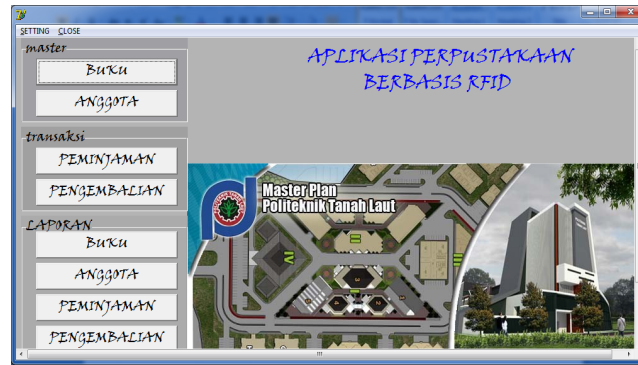 SETTING CLOSE
master
BUKU
ANGGOTA
transaksi
PEMINJAMAN
PENGEMBALIAN
LAPORAN
BUKU
ANGGOTA
PEMINJAMAN
PENGEMBALIAN
APLIKASI PERPUSTAKAAN
BERBASIS RFID
Master Plan
Politeknik Tanah Laut